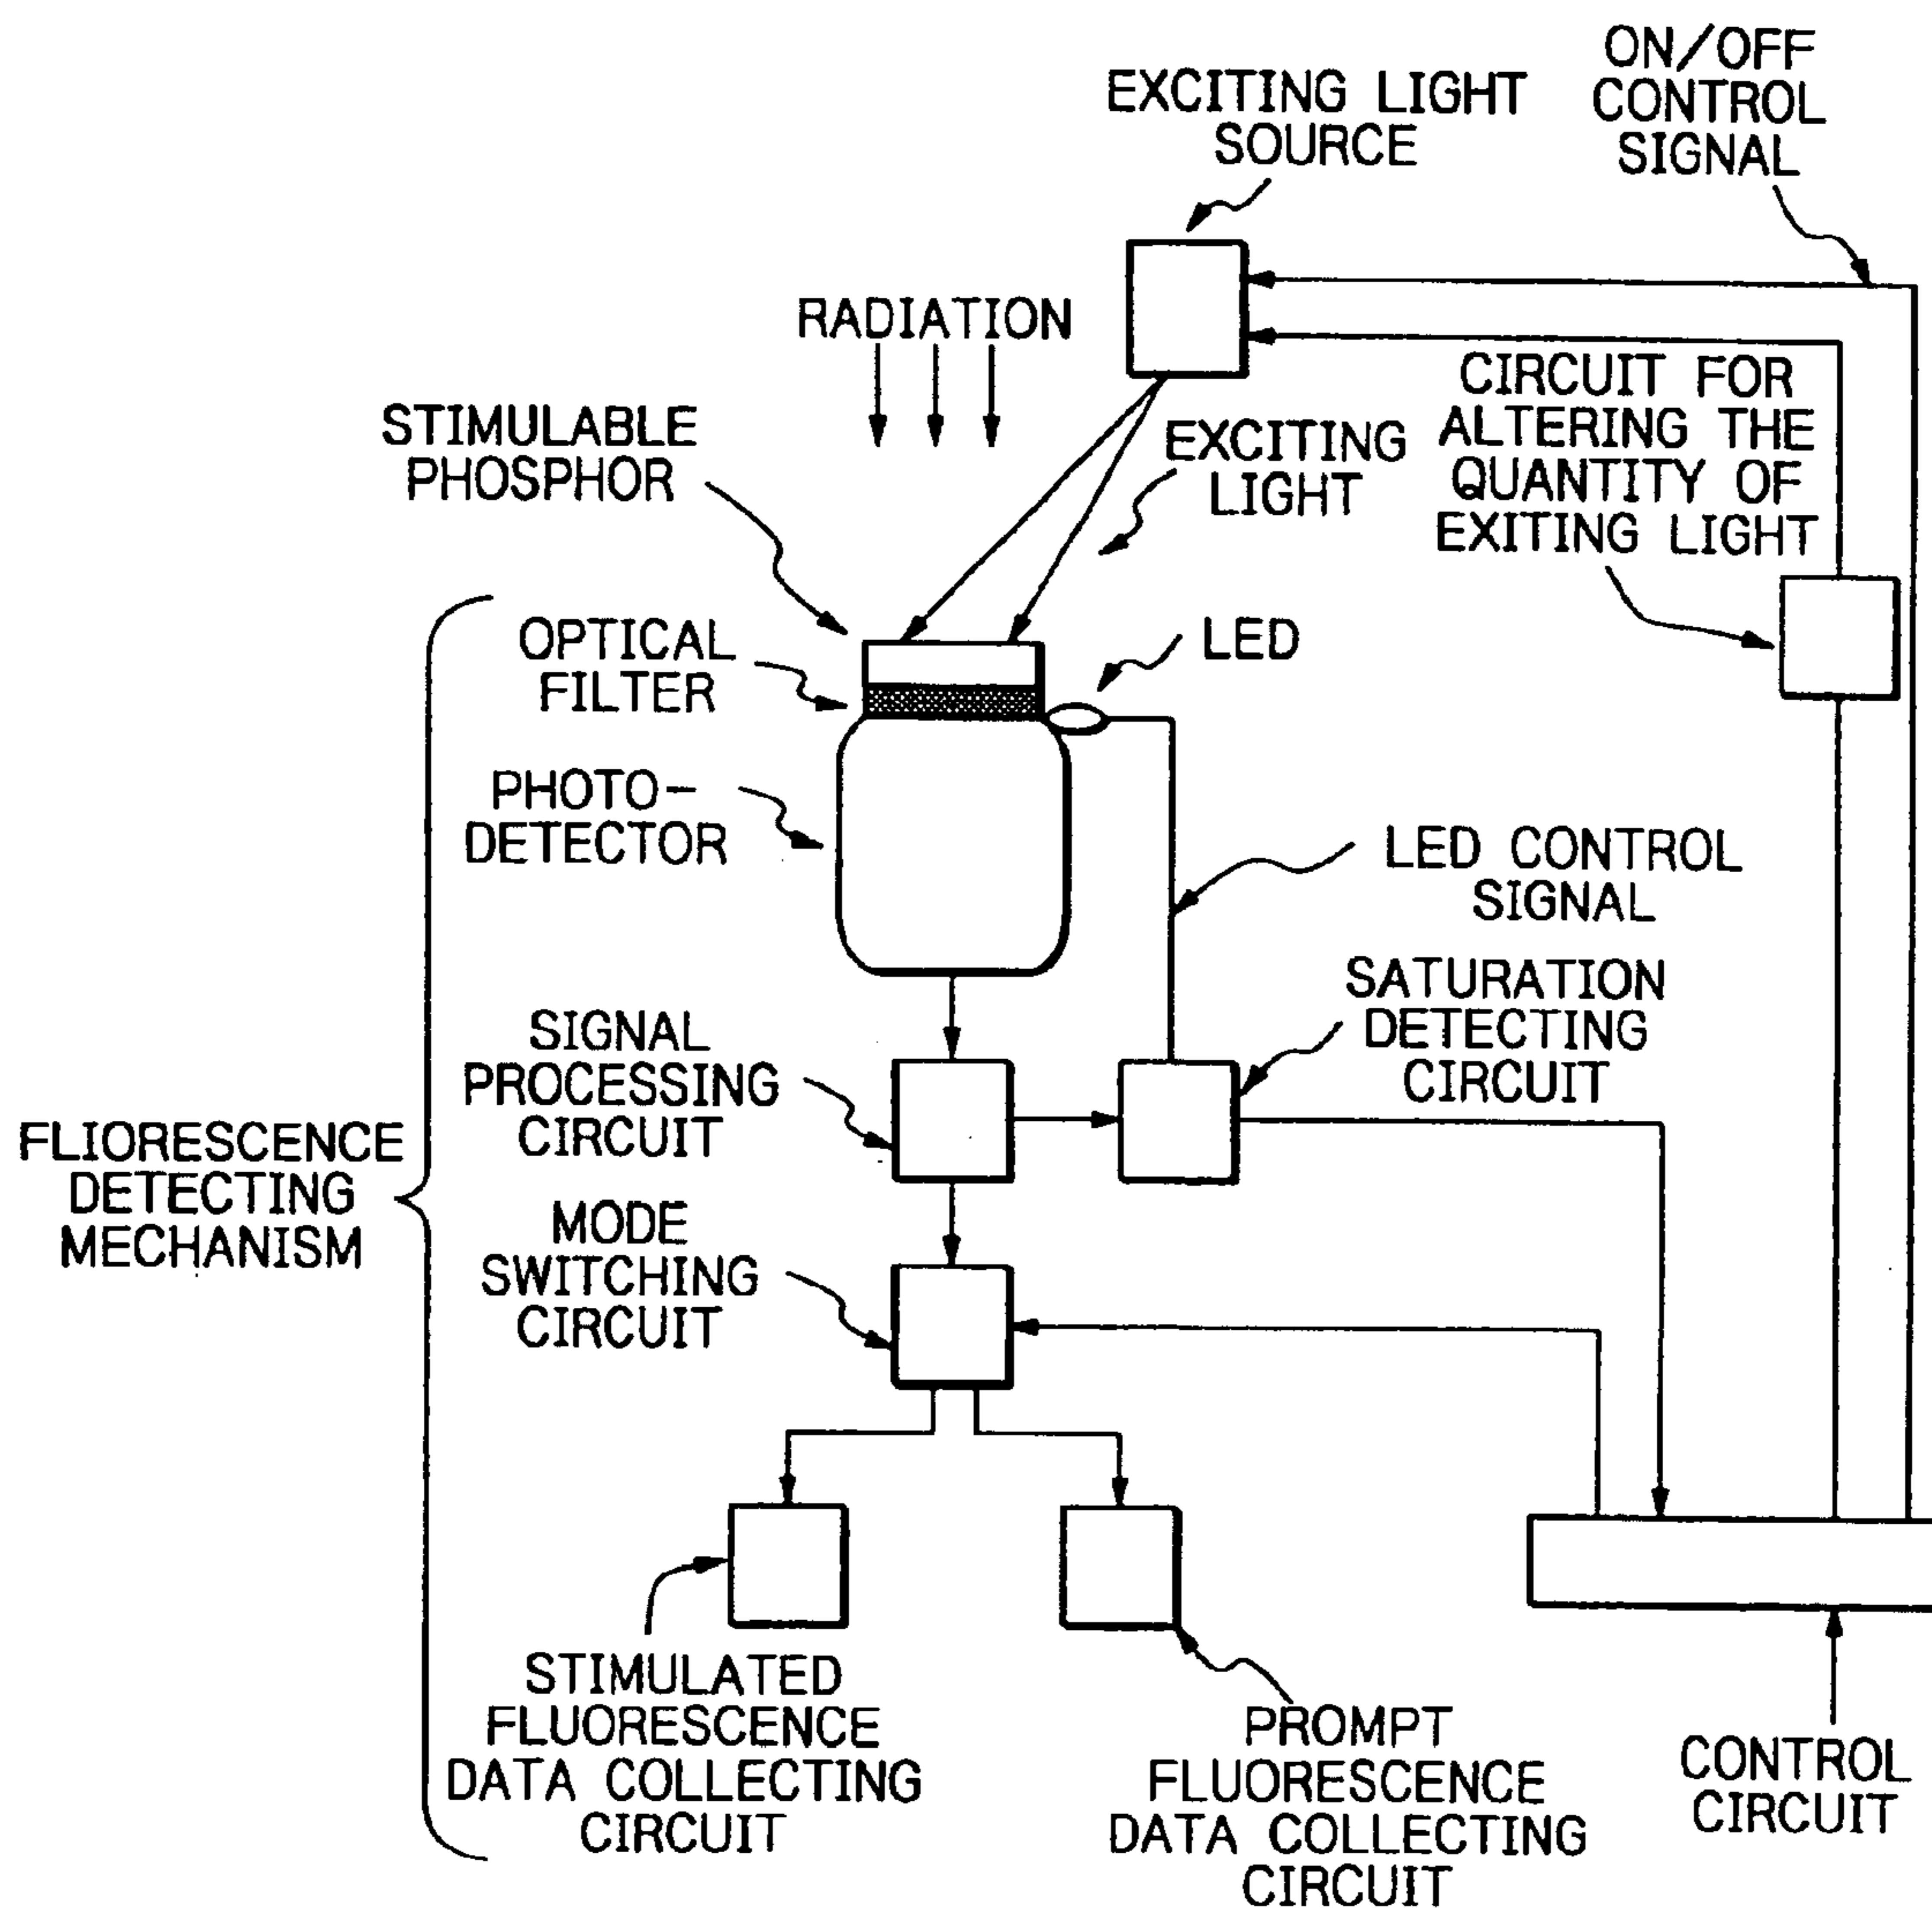 ON/OFF
CONTROL
SIGNAL
EXCITING LIGHT
SOURCE
RADIATION
CIRCUIT FOR
ALTERING THE
QUANTITY OF
EXITING LIGHT
STIMULABLE
PHOSPHOR
EXCITING
LIGHT
OPTICAL
FILTER
LED
PHOTO-
DETECTOR
LED CONTROL
SIGNAL
SATURATION
DETECTING
CIRCUIT
SIGNAL
PROCESSING
CIRCUIT
FLIORESCENCE
DETECTING
MECHANISM
MODE
SWITCHING
CIRCUIT
STIMULATED
FLUORESCENCE
DATA COLLECTING
CIRCUIT
PROMPT
FLUORESCENCE
DATA COLLECTING
CIRCUIT
CONTROL
CIRCUIT